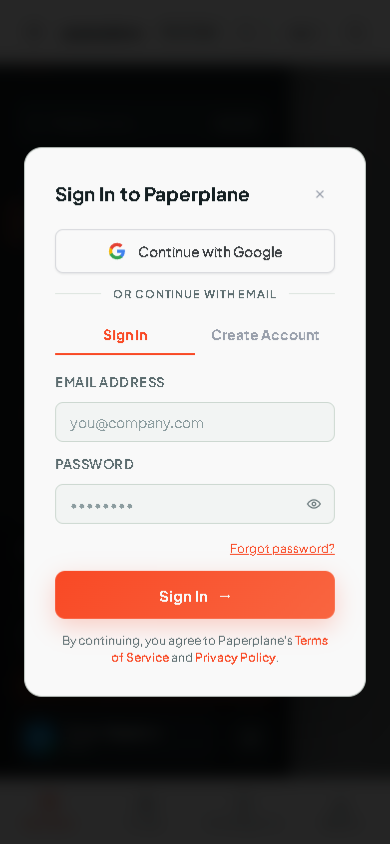 Sign In to Paperplane
×
Continue with Google
OR CONTINUE WITH EMAIL
Sign In
Create Account
EMAIL ADDRESS
you@company.com
PASSWORD
••••••••
Forgot password?
Sign In →
By continuing, you agree to Paperplane's Terms
of Service and Privacy Policy.